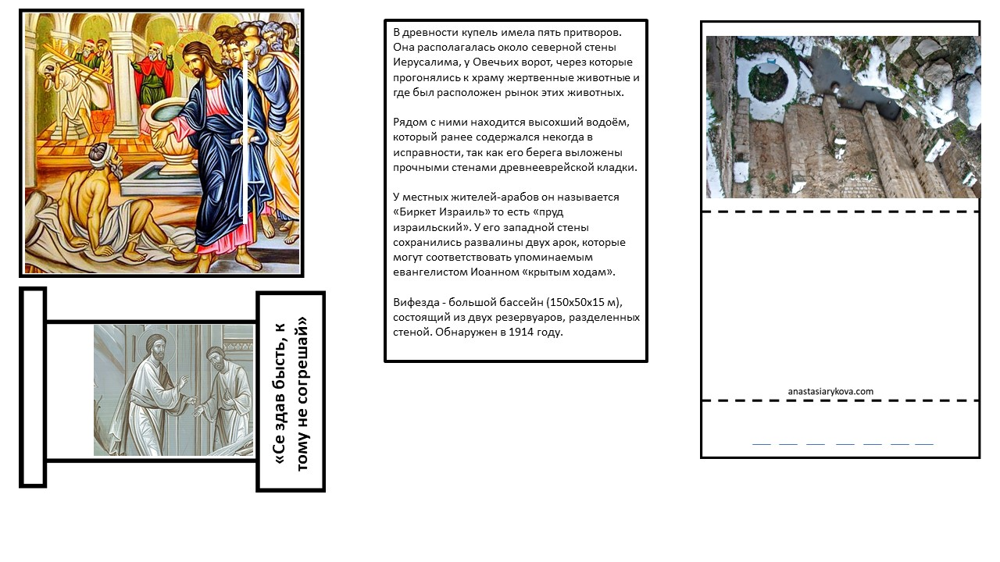 В древности купель имела пять притворов.
Она располагалась около северной стены
Иерусалима, у Овечьих ворот, через которые
прогонялись к храму жертвенные животные и
где был расположен рынок этих животных.
Рядом с ними находится высохший водоём,
который ранее содержался некогда в
исправности, так как его берега выложены
прочными стенами древнееврейской кладки.
У местных жителей-арабов он называется
«Биркет Израиль» то есть «пруд
израильский». У его западной стены
сохранились развалины двух арок, которые
могут соответствовать упоминаемым
евангелистом Иоанном «крытым ходам».
Вифезда - большой бассейн (150х50х15 м),
состоящий из двух резервуаров, разделенных
стеной. Обнаружен в 1914 году.
«Се здав бысть, к
тому не согрешай»
anastasiarykova.com